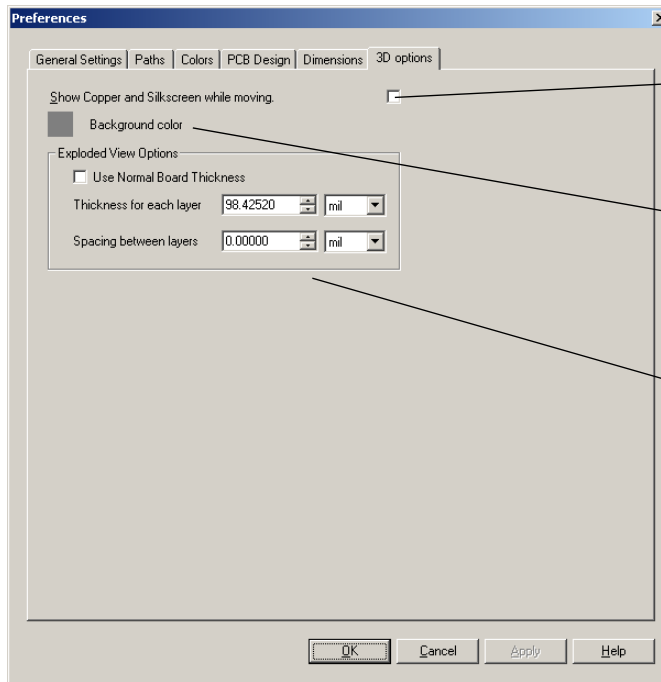 Preferences
General Settings Paths Colors PCB Design Dimensions 3D options
Show Copper and Silkscreen while moving.
Background color
Exploded View Options
Use Normal Board Thickness
Thickness for each layer 98.42520 mil
Spacing between layers 0.00000 mil
OK Cancel Apply Help